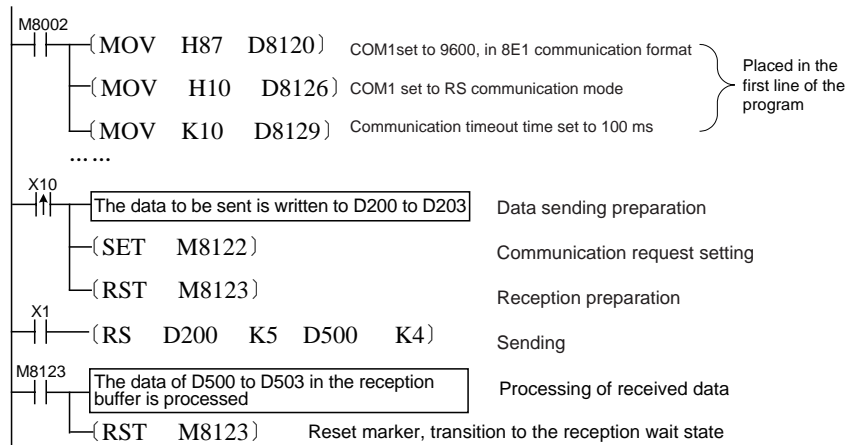 M8002
(MOV H87 D8120) COM1set to 9600, in 8E1 communication format
(MOV H10 D8126) COM1 set to RS communication mode
(MOV K10 D8129) Communication timeout time set to 100 ms
Placed in the
first line of the
program
... ...
X10
The data to be sent is written to D200 to D203 Data sending preparation
(SET M8122) Communication request setting
(RST M8123) Reception preparation
X1
(RS D200 K5 D500 K4) Sending
M8123
The data of D500 to D503 in the reception
buffer is processed
Processing of received data
(RST M8123) Reset marker, transition to the reception wait state